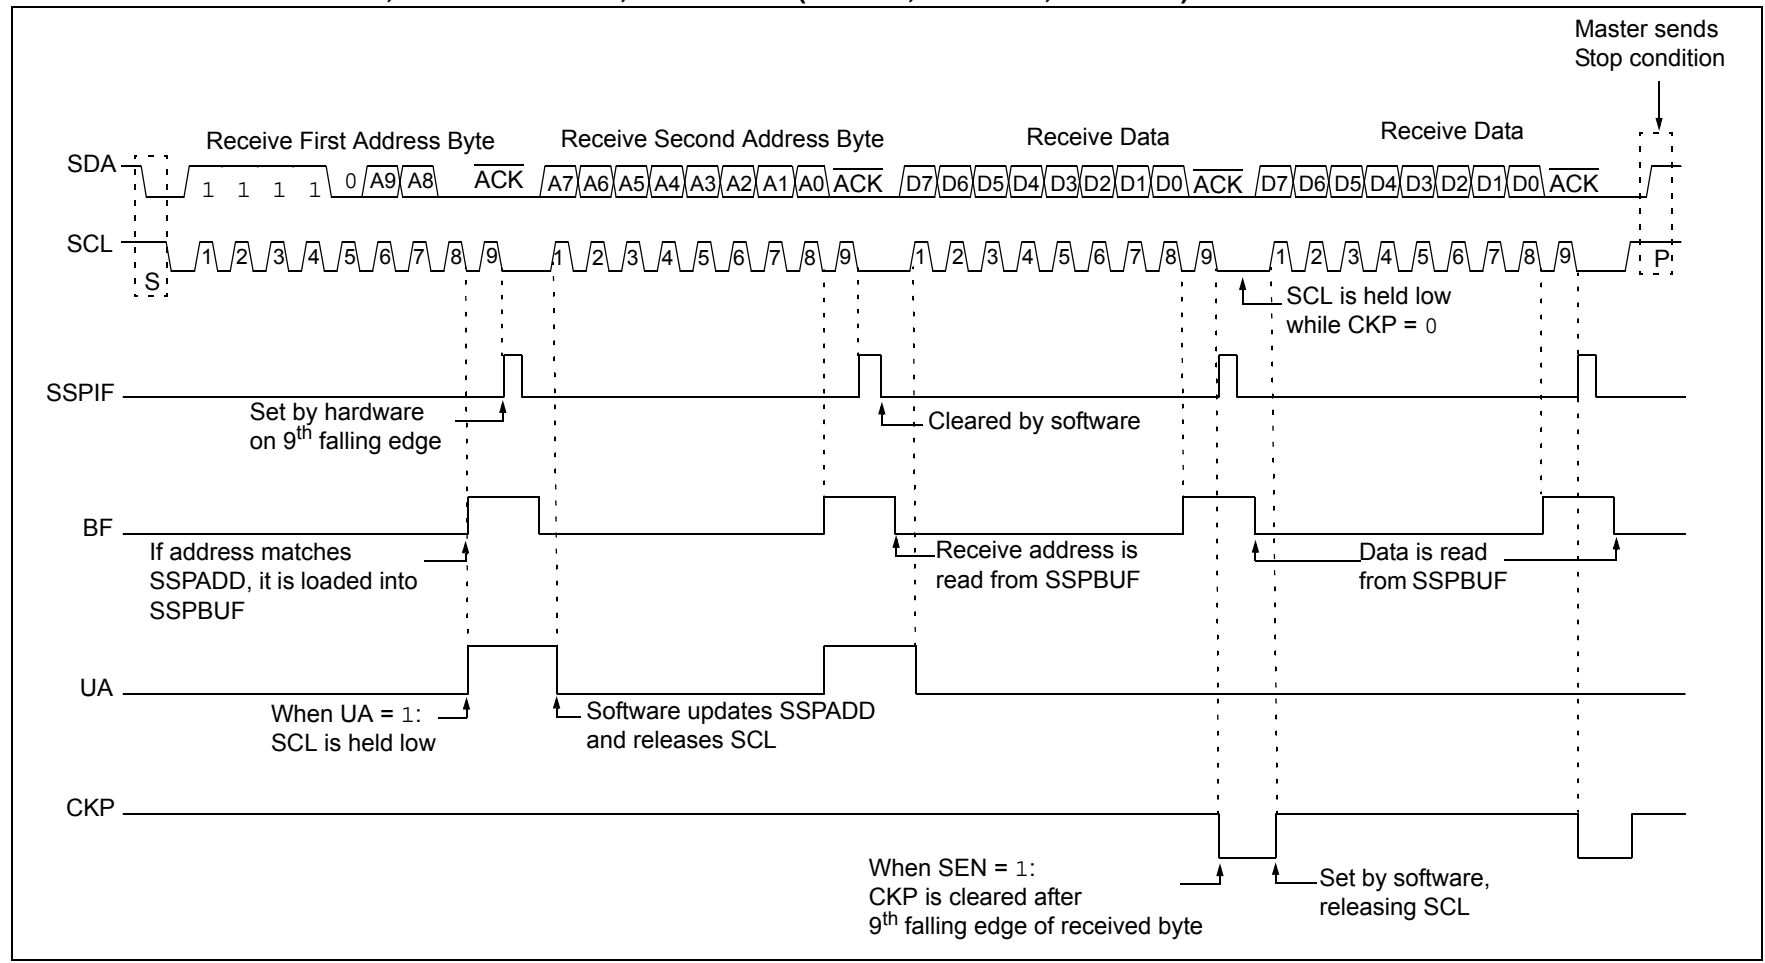 Master sends
Stop condition
Receive First Address Byte
Receive Second Address Byte
Receive Data
Receive Data
SDA
1 1 1 1 0 A9 A8 ACK A7 A6 A5 A4 A3 A2 A1 A0 ACK D7 D6 D5 D4 D3 D2 D1 D0 ACK D7 D6 D5 D4 D3 D2 D1 D0 ACK
SCL
1 2 3 4 5 6 7 8 9 1 2 3 4 5 6 7 8 9 1 2 3 4 5 6 7 8 9 1 2 3 4 5 6 7 8 9
S
P
SCL is held low
while CKP = 0
SSPIF
Set by hardware
on 9th falling edge
Cleared by software
BF
If address matches
SSPADD, it is loaded into
SSPBUF
Receive address is
read from SSPBUF
Data is read
from SSPBUF
UA
When UA = 1:
SCL is held low
Software updates SSPADD
and releases SCL
CKP
When SEN = 1:
CKP is cleared after
9th falling edge of received byte
Set by software,
releasing SCL